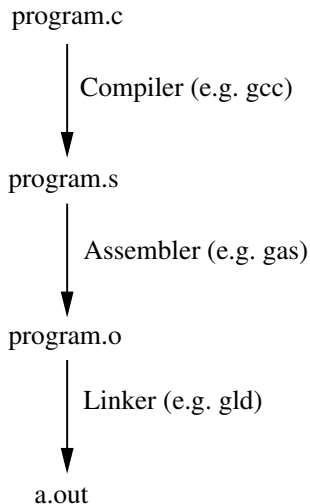 program.c
Compiler (e.g. gcc)
program.s
Assembler (e.g. gas)
program.o
Linker (e.g. gld)
a.out